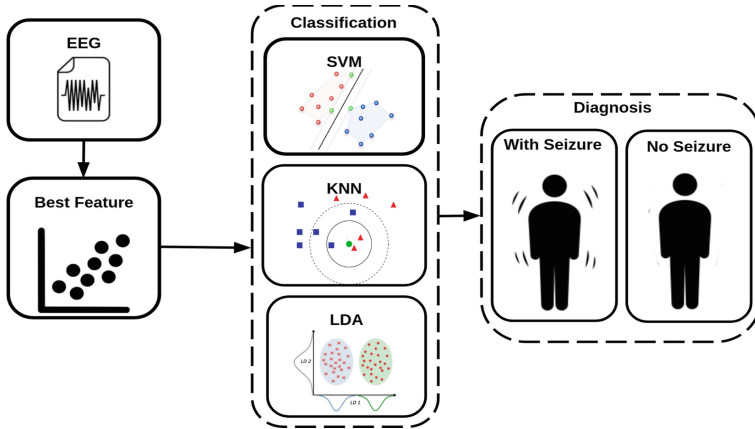 EEG
Best Feature
Classification
SVM
KNN
LDA
LD 2
LD 1
Diagnosis
With Seizure
No Seizure